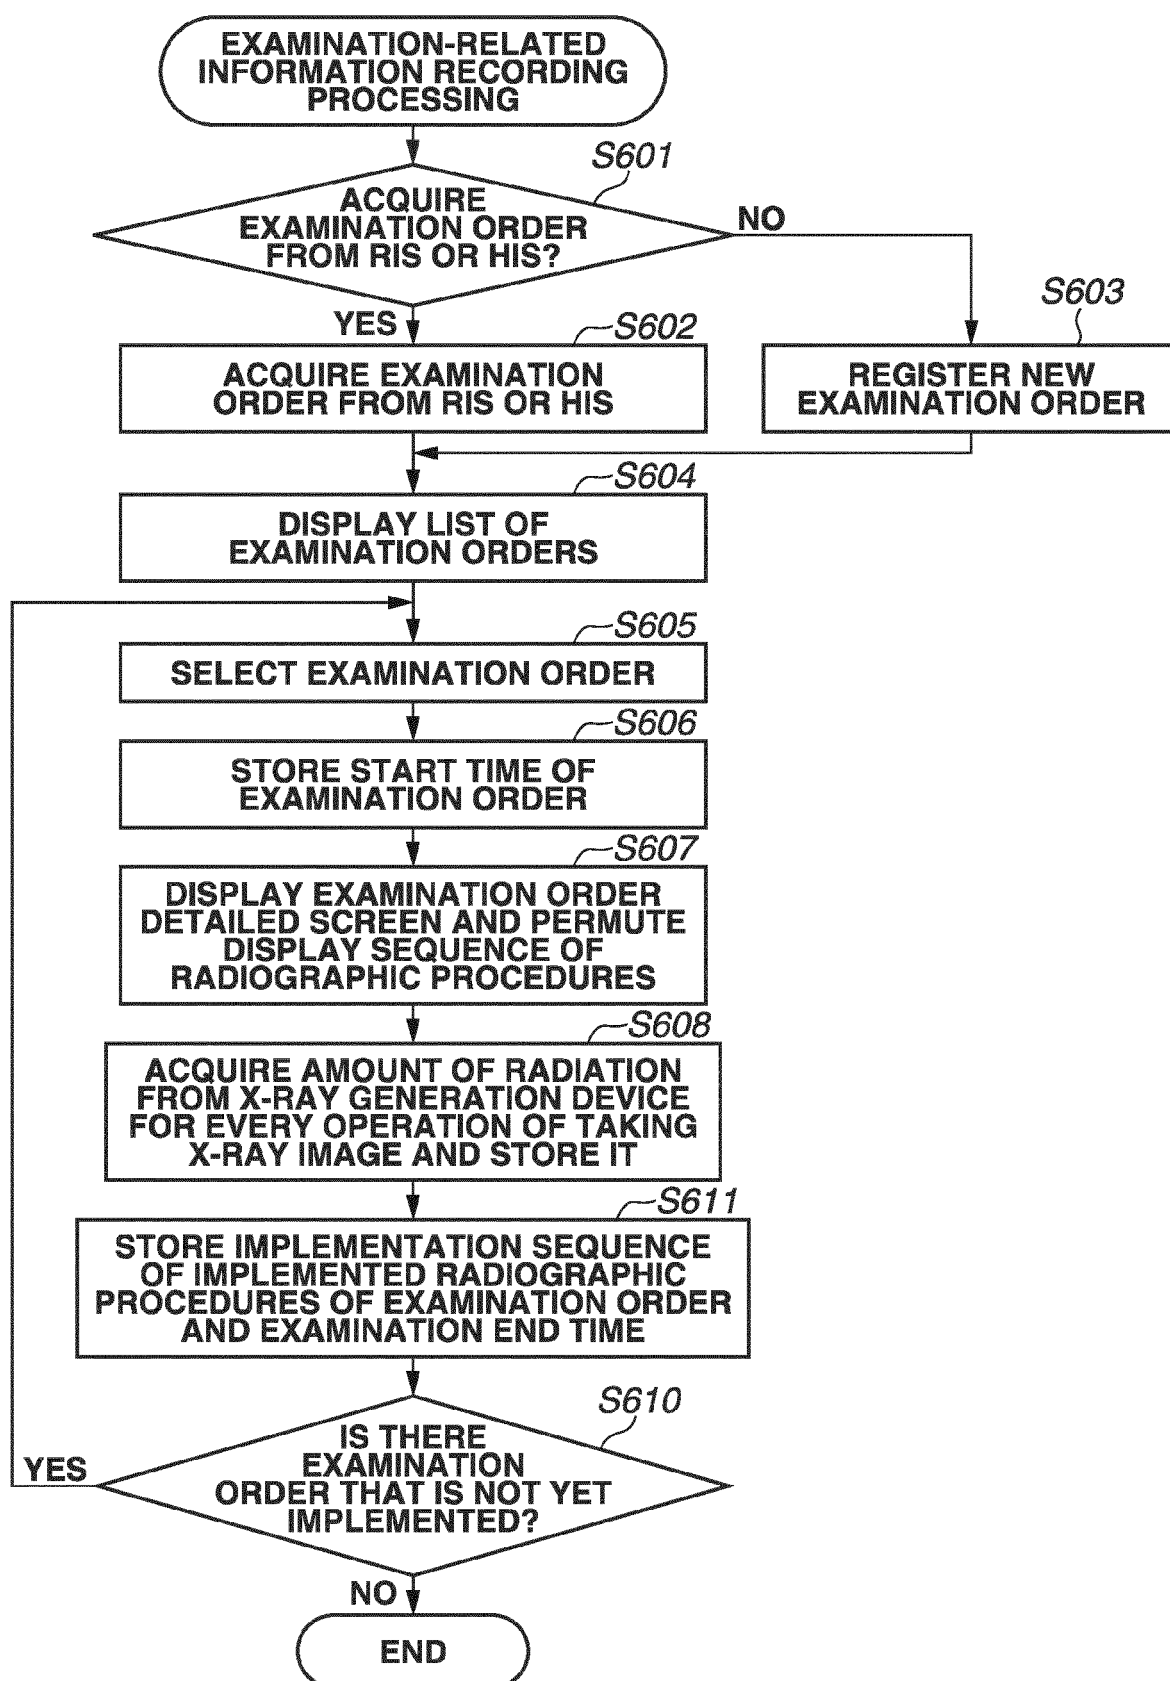 EXAMINATION-RELATED
INFORMATION RECORDING
PROCESSING
S601
ACQUIRE
EXAMINATION ORDER
FROM RIS OR HIS?
NO
YES
S602
ACQUIRE EXAMINATION
ORDER FROM RIS OR HIS
S603
REGISTER NEW
EXAMINATION ORDER
S604
DISPLAY LIST OF
EXAMINATION ORDERS
S605
SELECT EXAMINATION ORDER
S606
STORE START TIME OF
EXAMINATION ORDER
S607
DISPLAY EXAMINATION ORDER
DETAILED SCREEN AND PERMUTE
DISPLAY SEQUENCE OF
RADIOGRAPHIC PROCEDURES
S608
ACQUIRE AMOUNT OF RADIATION
FROM X-RAY GENERATION DEVICE
FOR EVERY OPERATION OF TAKING
X-RAY IMAGE AND STORE IT
S611
STORE IMPLEMENTATION SEQUENCE
OF IMPLEMENTED RADIOGRAPHIC
PROCEDURES OF EXAMINATION ORDER
AND EXAMINATION END TIME
S610
IS THERE
EXAMINATION
ORDER THAT IS NOT YET
IMPLEMENTED?
YES
NO
END